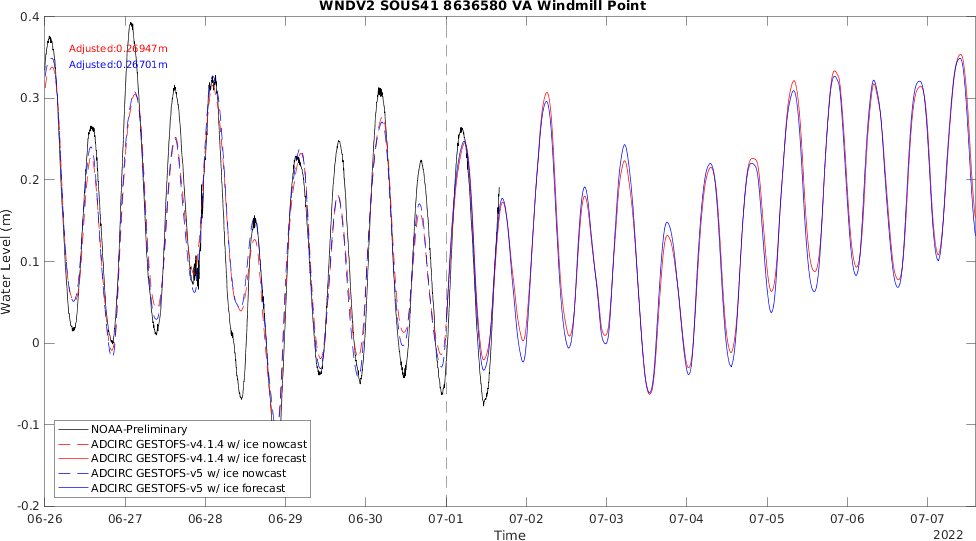 WNDV2 SOUS41 8636580 VA Windmill Point
0.4
Adjusted:0.26947m
Adjusted:0.26701m
0.3
0.2
Water Level (m)
0.1
0
-0.1
NOAA-Preliminary
ADCIRC GESTOFS-v4.1.4 w/ ice nowcast
ADCIRC GESTOFS-v4.1.4 w/ ice forecast
ADCIRC GESTOFS-v5 w/ ice nowcast
ADCIRC GESTOFS-v5 w/ ice forecast
-0.2
06-26 06-27 06-28 06-29 06-30 07-01 07-02 07-03 07-04 07-05 07-06 07-07
Time
2022